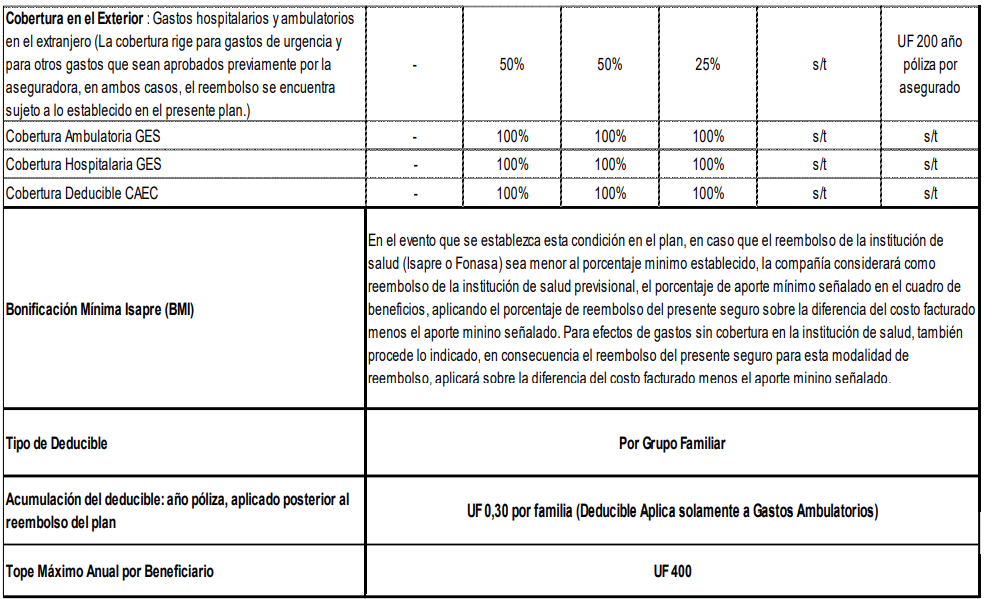 Cobertura en el Exterior : Gastos hospitalarios y ambulatorios
en el extranjero (La cobertura rige para gastos de urgencia y
para otros gastos que sean aprobados previamente por la
aseguradora, en ambos casos, el reembolso se encuentra
sujeto a lo establecido en el presente plan.)
- 50% 50% 25% s/t
UF 200 año
póliza por
asegurado
Cobertura Ambulatoria GES - 100% 100% 100% s/t s/t
Cobertura Hospitalaria GES - 100% 100% 100% s/t s/t
Cobertura Deducible CAEC - 100% 100% 100% s/t s/t
Bonificación Mínima Isapre (BMI)
En el evento que se establezca esta condición en el plan, en caso que el reembolso de la institución de
salud (Isapre o Fonasa) sea menor al porcentaje minimo establecido, la compañía considerará como
reembolso de la institución de salud previsional, el porcentaje de aporte mínimo señalado en el cuadro de
beneficios, aplicando el porcentaje de reembolso del presente seguro sobre la diferencia del costo facturado
menos el aporte minino señalado. Para efectos de gastos sin cobertura en la institución de salud, también
procede lo indicado, en consecuencia el reembolso del presente seguro para esta modalidad de
reembolso, aplicará sobre la diferencia del costo facturado menos el aporte minino señalado.
Tipo de Deducible
Por Grupo Familiar
Acumulación del deducible: año póliza, aplicado posterior al
reembolso del plan
UF 0,30 por familia (Deducible Aplica solamente a Gastos Ambulatorios)
Tope Máximo Anual por Beneficiario
UF 400